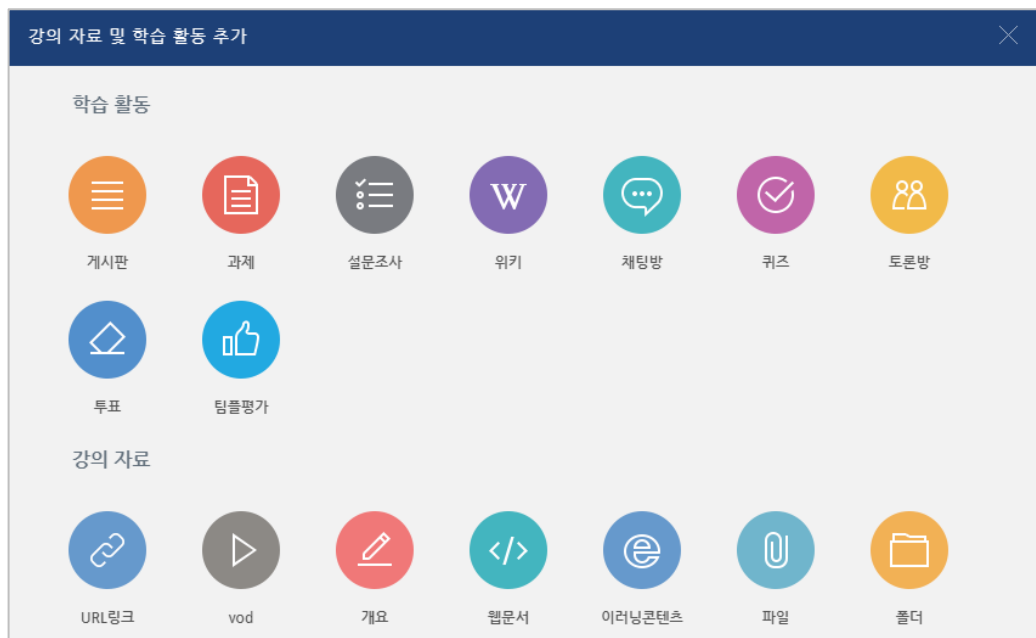 강의 자료 및 학습 활동 추가
학습 활동
게시판 과제 설문조사 위키 채팅방 퀴즈 토론방
투표 팀플평가
강의 자료
URL링크 vod 개요 웹문서 이러닝콘텐츠 파일 폴더